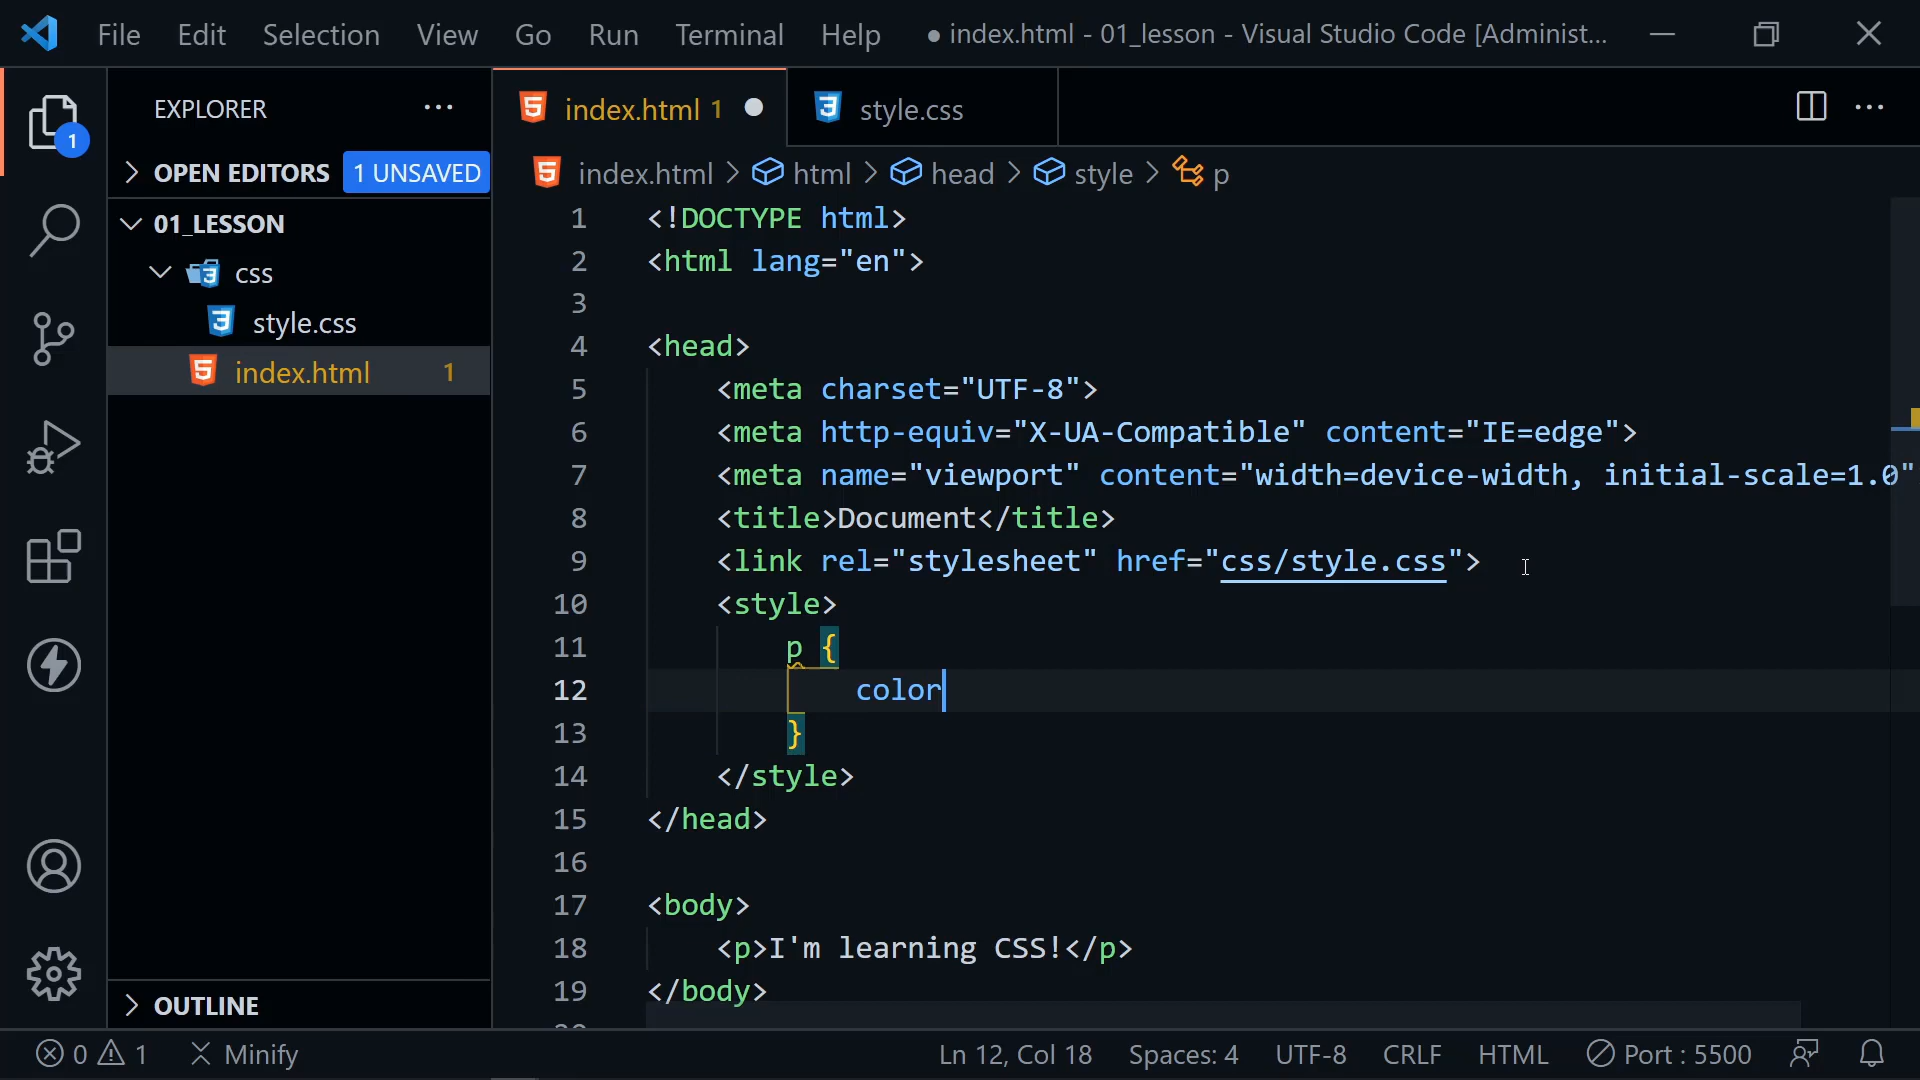 File Edit Selection View Go Run Terminal Help ● index.html - 01_lesson - Visual Studio Code [Administ...
1
EXPLORER
OPEN EDITORS 1 UNSAVED
01_LESSON
css
style.css
index.html 1
OUTLINE
index.html 1 style.css
index.html > html > head > style > p
1 <!DOCTYPE html>
2 <html lang="en">
3
4 <head>
5 <meta charset="UTF-8">
6 <meta http-equiv="X-UA-Compatible" content="IE=edge">
7 <meta name="viewport" content="width=device-width, initial-scale=1.0"
8 <title>Document</title>
9 <link rel="stylesheet" href="css/style.css">
10 <style>
11 p {
12 color
13 }
14 </style>
15 </head>
16
17 <body>
18 <p>I'm learning CSS!</p>
19 </body>
0 1 Minify Ln 12, Col 18 Spaces: 4 UTF-8 CRLF HTML Port : 5500